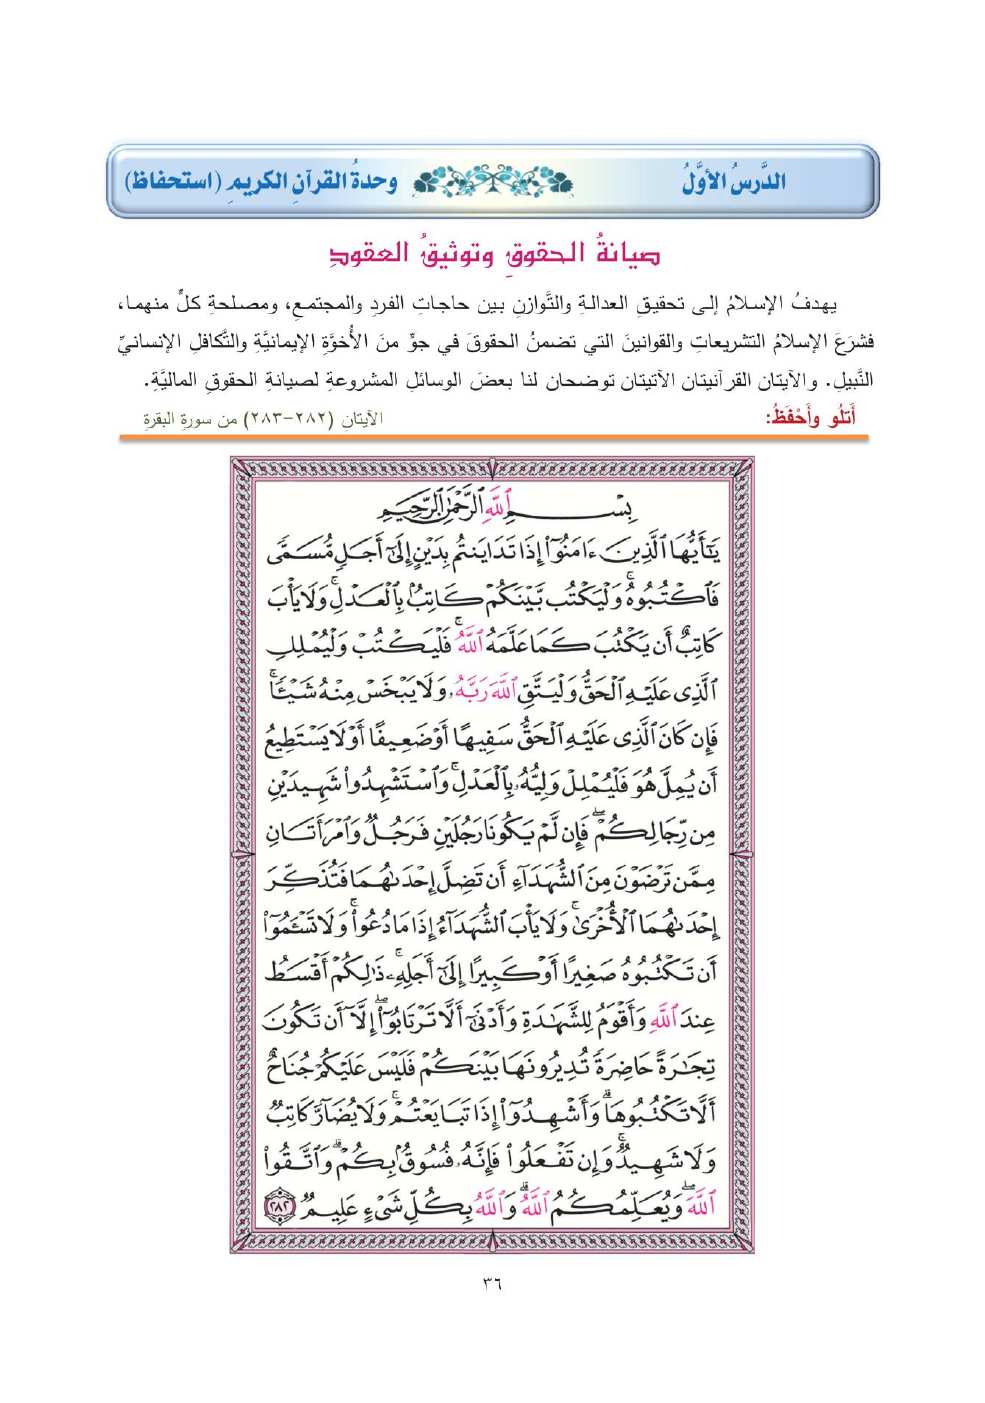 الدَّرسُ الأوَّلُ
وحدةُ القرآنِ الكريمِ (استحفاظ)
صيانةُ الحقوقِ وتوثيقُ العقودِ
يهدفُ الإسلامُ إلى تحقيقِ العدالةِ والتَّوازنِ بين حاجاتِ الفردِ والمجتمعِ، ومصلحةِ كلٍّ منهما،
فشرَعَ الإسلامُ التشريعاتِ والقوانينَ التي تضمنُ الحقوقَ في جوٍّ منَ الأُخوَّةِ الإيمانيَّةِ والتَّكافلِ الإنسانيِّ
النَّبيلِ. والآيتان القرآنيتان الآتيتان توضحان لنا بعضَ الوسائلِ المشروعةِ لصيانةِ الحقوقِ الماليَّةِ.
أَتلُو وأَحْفَظُ:
الآيتانِ (٢٨٢-٢٨٣) من سورةِ البقرةِ
بِسْمِ ٱللَّهِ ٱلرَّحْمَٰنِ ٱلرَّحِيمِ
يَٰٓأَيُّهَا ٱلَّذِينَ ءَامَنُوٓا۟ إِذَا تَدَايَنتُم بِدَيْنٍ إِلَىٰٓ أَجَلٍ مُّسَمًّى
فَٱكْتُبُوهُ ۚ وَلْيَكْتُب بَّيْنَكُمْ كَاتِبٌۢ بِٱلْعَدْلِ ۚ وَلَا يَأْبَ
كَاتِبٌ أَن يَكْتُبَ كَمَا عَلَّمَهُ ٱللَّهُ ۚ فَلْيَكْتُبْ وَلْيُمْلِلِ
ٱلَّذِى عَلَيْهِ ٱلْحَقُّ وَلْيَتَّقِ ٱللَّهَ رَبَّهُۥ وَلَا يَبْخَسْ مِنْهُ شَيْـًٔا ۚ
فَإِن كَانَ ٱلَّذِى عَلَيْهِ ٱلْحَقُّ سَفِيهًا أَوْ ضَعِيفًا أَوْ لَا يَسْتَطِيعُ
أَن يُمِلَّ هُوَ فَلْيُمْلِلْ وَلِيُّهُۥ بِٱلْعَدْلِ ۚ وَٱسْتَشْهِدُوا۟ شَهِيدَيْنِ
مِن رِّجَالِكُمْ ۖ فَإِن لَّمْ يَكُونَا رَجُلَيْنِ فَرَجُلٌ وَٱمْرَأَتَانِ
مِمَّن تَرْضَوْنَ مِنَ ٱلشُّهَدَآءِ أَن تَضِلَّ إِحْدَىٰهُمَا فَتُذَكِّرَ
إِحْدَىٰهُمَا ٱلْأُخْرَىٰ ۚ وَلَا يَأْبَ ٱلشُّهَدَآءُ إِذَا مَا دُعُوا۟ ۚ وَلَا تَسْـَٔمُوٓا۟
أَن تَكْتُبُوهُ صَغِيرًا أَوْ كَبِيرًا إِلَىٰٓ أَجَلِهِۦ ۚ ذَٰلِكُمْ أَقْسَطُ
عِندَ ٱللَّهِ وَأَقْوَمُ لِلشَّهَٰدَةِ وَأَدْنَىٰٓ أَلَّا تَرْتَابُوٓا۟ ۖ إِلَّآ أَن تَكُونَ
تِجَٰرَةً حَاضِرَةً تُدِيرُونَهَا بَيْنَكُمْ فَلَيْسَ عَلَيْكُمْ جُنَاحٌ
أَلَّا تَكْتُبُوهَا ۗ وَأَشْهِدُوٓا۟ إِذَا تَبَايَعْتُمْ ۚ وَلَا يُضَآرَّ كَاتِبٌ
وَلَا شَهِيدٌ ۚ وَإِن تَفْعَلُوا۟ فَإِنَّهُۥ فُسُوقٌۢ بِكُمْ ۗ وَٱتَّقُوا۟
ٱللَّهَ ۖ وَيُعَلِّمُكُمُ ٱللَّهُ ۗ وَٱللَّهُ بِكُلِّ شَىْءٍ عَلِيمٌ ٢٨٢
٣٦